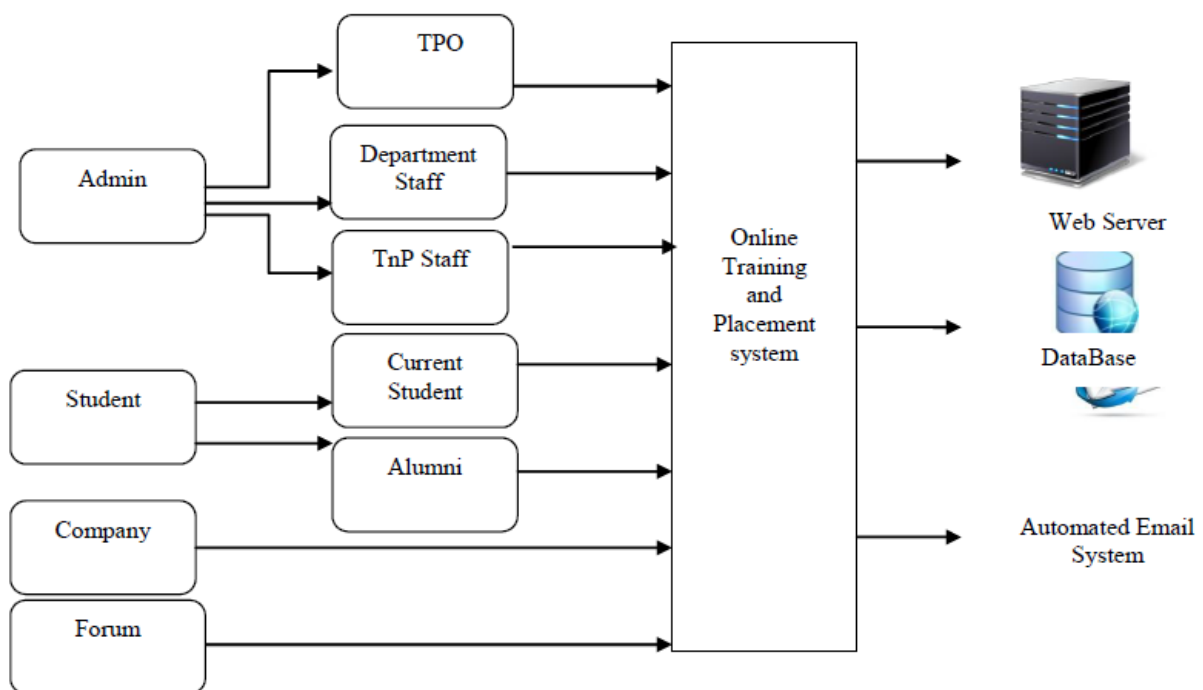 TPO
Admin
Department
Staff
TnP Staff
Current
Student
Student
Alumni
Company
Forum
Online
Training
and
Placement
system
Web Server
DataBase
Automated Email
System